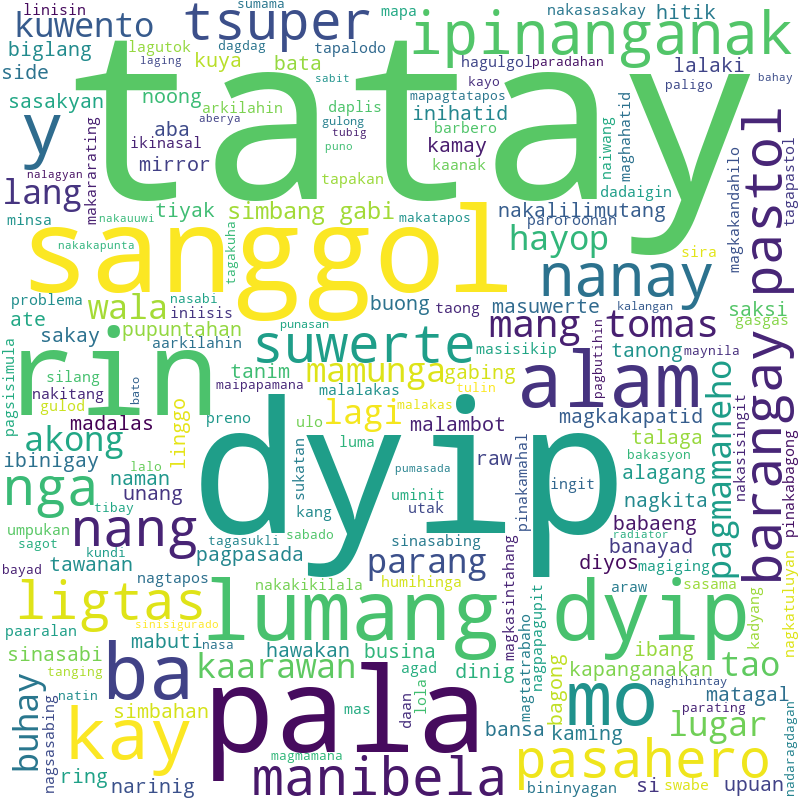 linisin
sumama
mapa
nakasasakay
hitik
kuwento
tsuper
ipinanganak
biglang
lagutok
dagdag
tapalodo
tatay
hagulgol
paradahan
lalaki
side
laging
kuya
sabit
bata
mapagtatapos
kayo
paligo
bahay
sasakyan
noong
arkilahin
daplis
inihatid
barbero
naiwang
maghahatid
y
aba
aberya
gulong
tubig
kamay
ikinasal
puno
kaanak
mirror
makararating
nalagyan
tapakan
dadaigin
pastol
tagapastol
lang
tiyak
simbang gabi
makatapos
nakalilimutang
paroroonan
magkakandahilo
minsa
nakauuwi
sanggol
hayop
nakakapunta
tagakuha
sira
nanay
problema
nasabi
wala
iniisis
buong
taong
masuwerte
kalangan
saksi
ate
punasan
mang tomas
gasgas
sakay
pupuntahan
suwerte
rin
aarkilahin
masisikip
tanong
maynila
pagbutihin
pagsisimula
silang
maipapamana
tanim
mamunga
gabing
alam
barangay
nakitang
bato
malalakas
tulin
gulod
linggo
preno
ulo
lagi
malakas
magkakapatid
pagmamaneho
nakasisingit
pinakabagong
madalas
malambot
akong
luma
talaga
bakasyon
ibinigay
lalo
sukatan
dyip
raw
pinakamahal
pumasada
ingit
alagang
nga
naman
unang
uminit
nagkita
tibay
kang
utak
babaeng
umpukan
nang
tagasukli
sabado
sinasabing
radiator
banayad
sagot
kundi
pagpasada
parang
diyos
magiging
bayad
tawanan
nagtapos
nakakikilala
humihinga
araw
sasama
ligtas
lumang dyip
magkasintahang
nagpapagupit
kadyang
nagkatuluyan
sinisigurado
nasa
paaralan
mabuti
hawakan
busina
magtatrabaho
ibang
sinasabi
tanging
ba
kaarawan
agad
dinig
kapanganakan
tao
natin
pala
lola
bagong
naghihintay
buhay
nagsasabing
kay
simbahan
mas
daan
mo
parating
matagal
magmamana
bansa
kaming
lugar
nadaragdagan
ring
manibela
pasahero
narinig
bininyagan
si
swabe
upuan